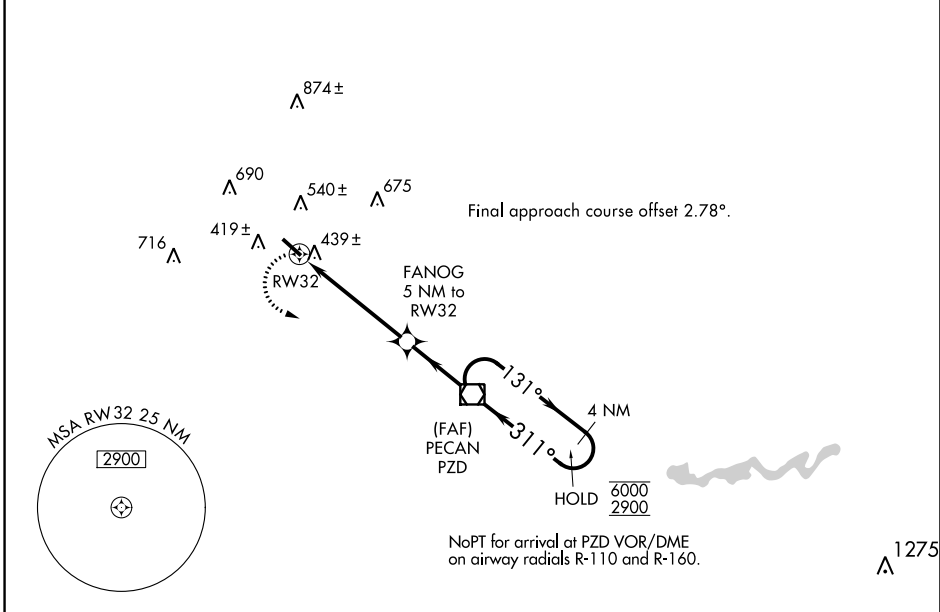 874±
690
540±
675
Final approach course offset 2.78°.
716
419±
439±
RW32
FANOG
5 NM to
RW32
131°
4 NM
311°
(FAF)
PECAN
PZD
MSA RW32 25 NM
2900
HOLD
6000
2900
NoPT for arrival at PZD VOR/DME
on airway radials R-110 and R-160.
1275